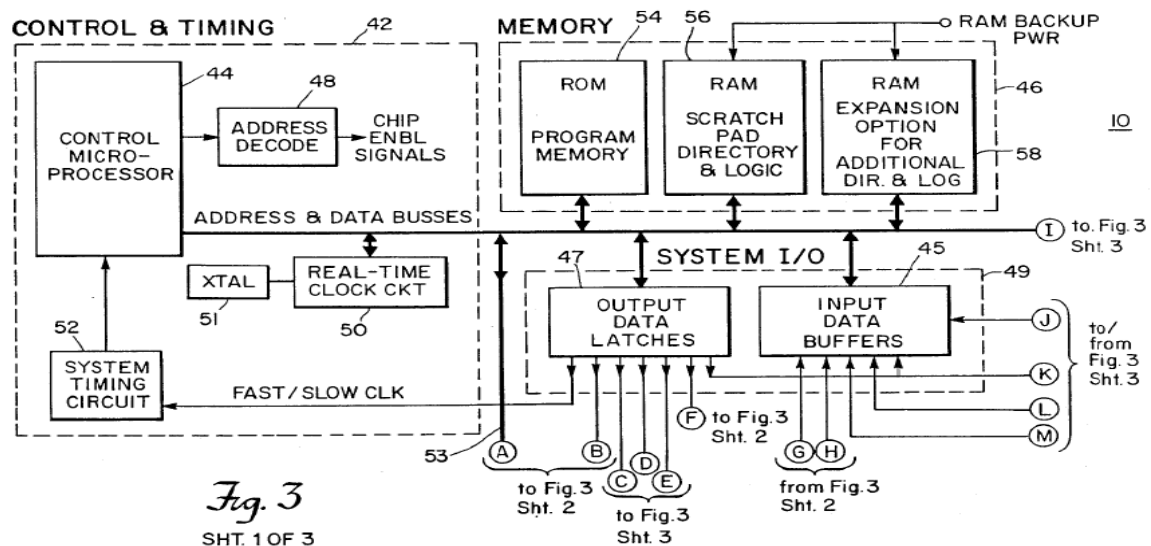 CONTROL & TIMING
42
44
CONTROL
MICRO-
PROCESSOR
48
ADDRESS
DECODE
CHIP
ENBL
SIGNALS
ADDRESS & DATA BUSSES
XTAL
51
REAL-TIME
CLOCK CKT
50
52
SYSTEM
TIMING
CIRCUIT
FAST/SLOW CLK
53
MEMORY
54
56
RAM BACKUP
PWR
ROM
PROGRAM
MEMORY
RAM
SCRATCH
PAD
DIRECTORY
& LOGIC
RAM
EXPANSION
OPTION
FOR
ADDITIONAL
DIR. & LOG
46
58
10
I
to. Fig. 3
Sht. 3
SYSTEM I/O
47
45
49
OUTPUT
DATA
LATCHES
INPUT
DATA
BUFFERS
J
K
L
M
to/
from
Fig. 3
Sht. 3
A
B
to Fig. 3
Sht. 2
C
D
E
to Fig. 3
Sht. 3
F
to Fig. 3
Sht. 2
G
H
from Fig. 3
Sht. 2
Fig. 3
SHT. 1 OF 3